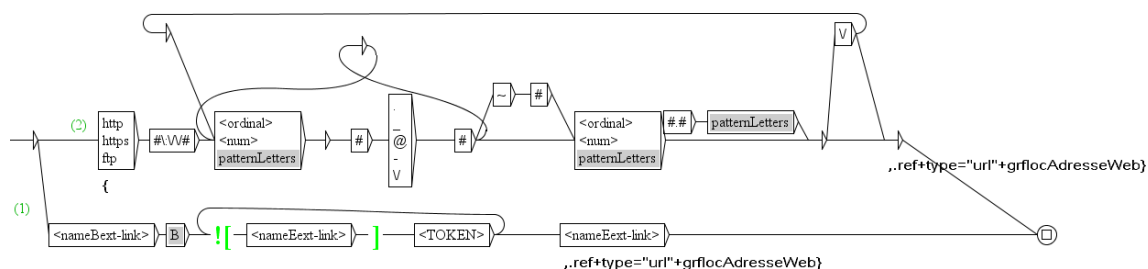 \/
~
#
(2)
http
https
ftp
{
#\:\/\/#
<ordinal>
<num>
patternLetters
#
.
_
@
-
\/
#
<ordinal>
<num>
patternLetters
#.#
patternLetters
,.ref+type="url"+grflocAdresseWeb}
(1)
<nameBext-link>
B
![
<nameEext-link>
]
<TOKEN>
<nameEext-link>
,.ref+type="url"+grflocAdresseWeb}